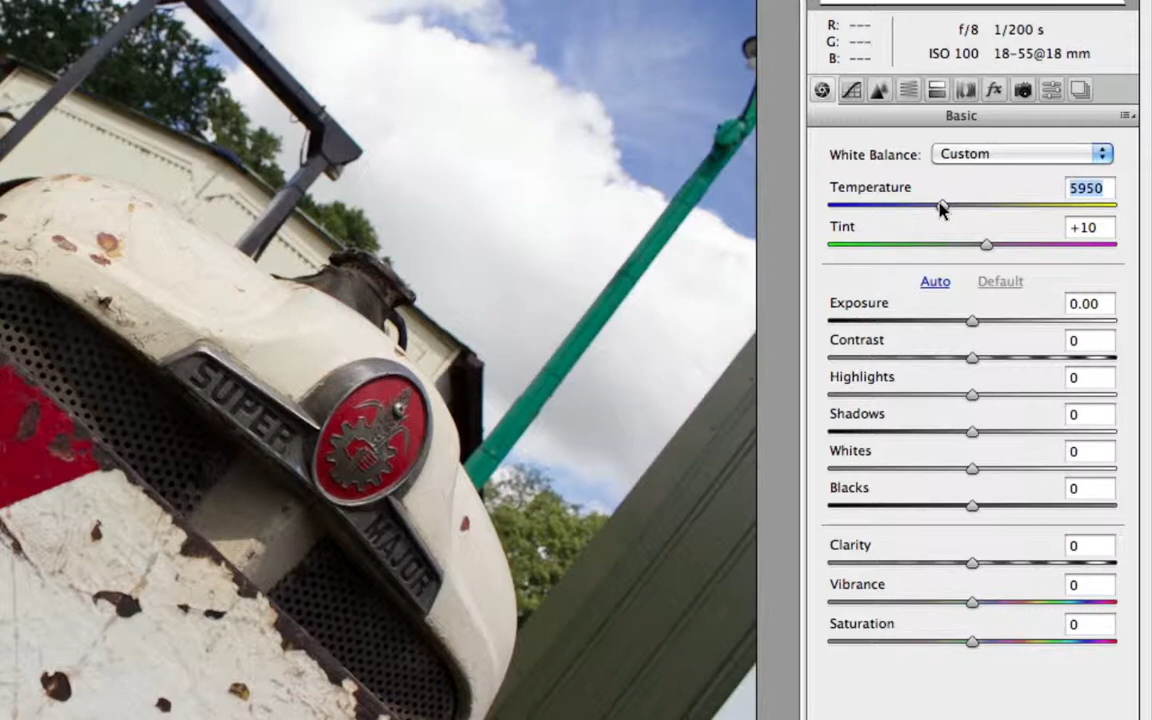 R: ---
G: ---
B: ---
f/8 1/200 s
ISO 100 18-55@18 mm
fx
Basic
White Balance: Custom
Temperature 5950
Tint +10
Auto Default
Exposure 0.00
Contrast 0
Highlights 0
Shadows 0
Whites 0
Blacks 0
Clarity 0
Vibrance 0
Saturation 0
SUPER
MAJOR